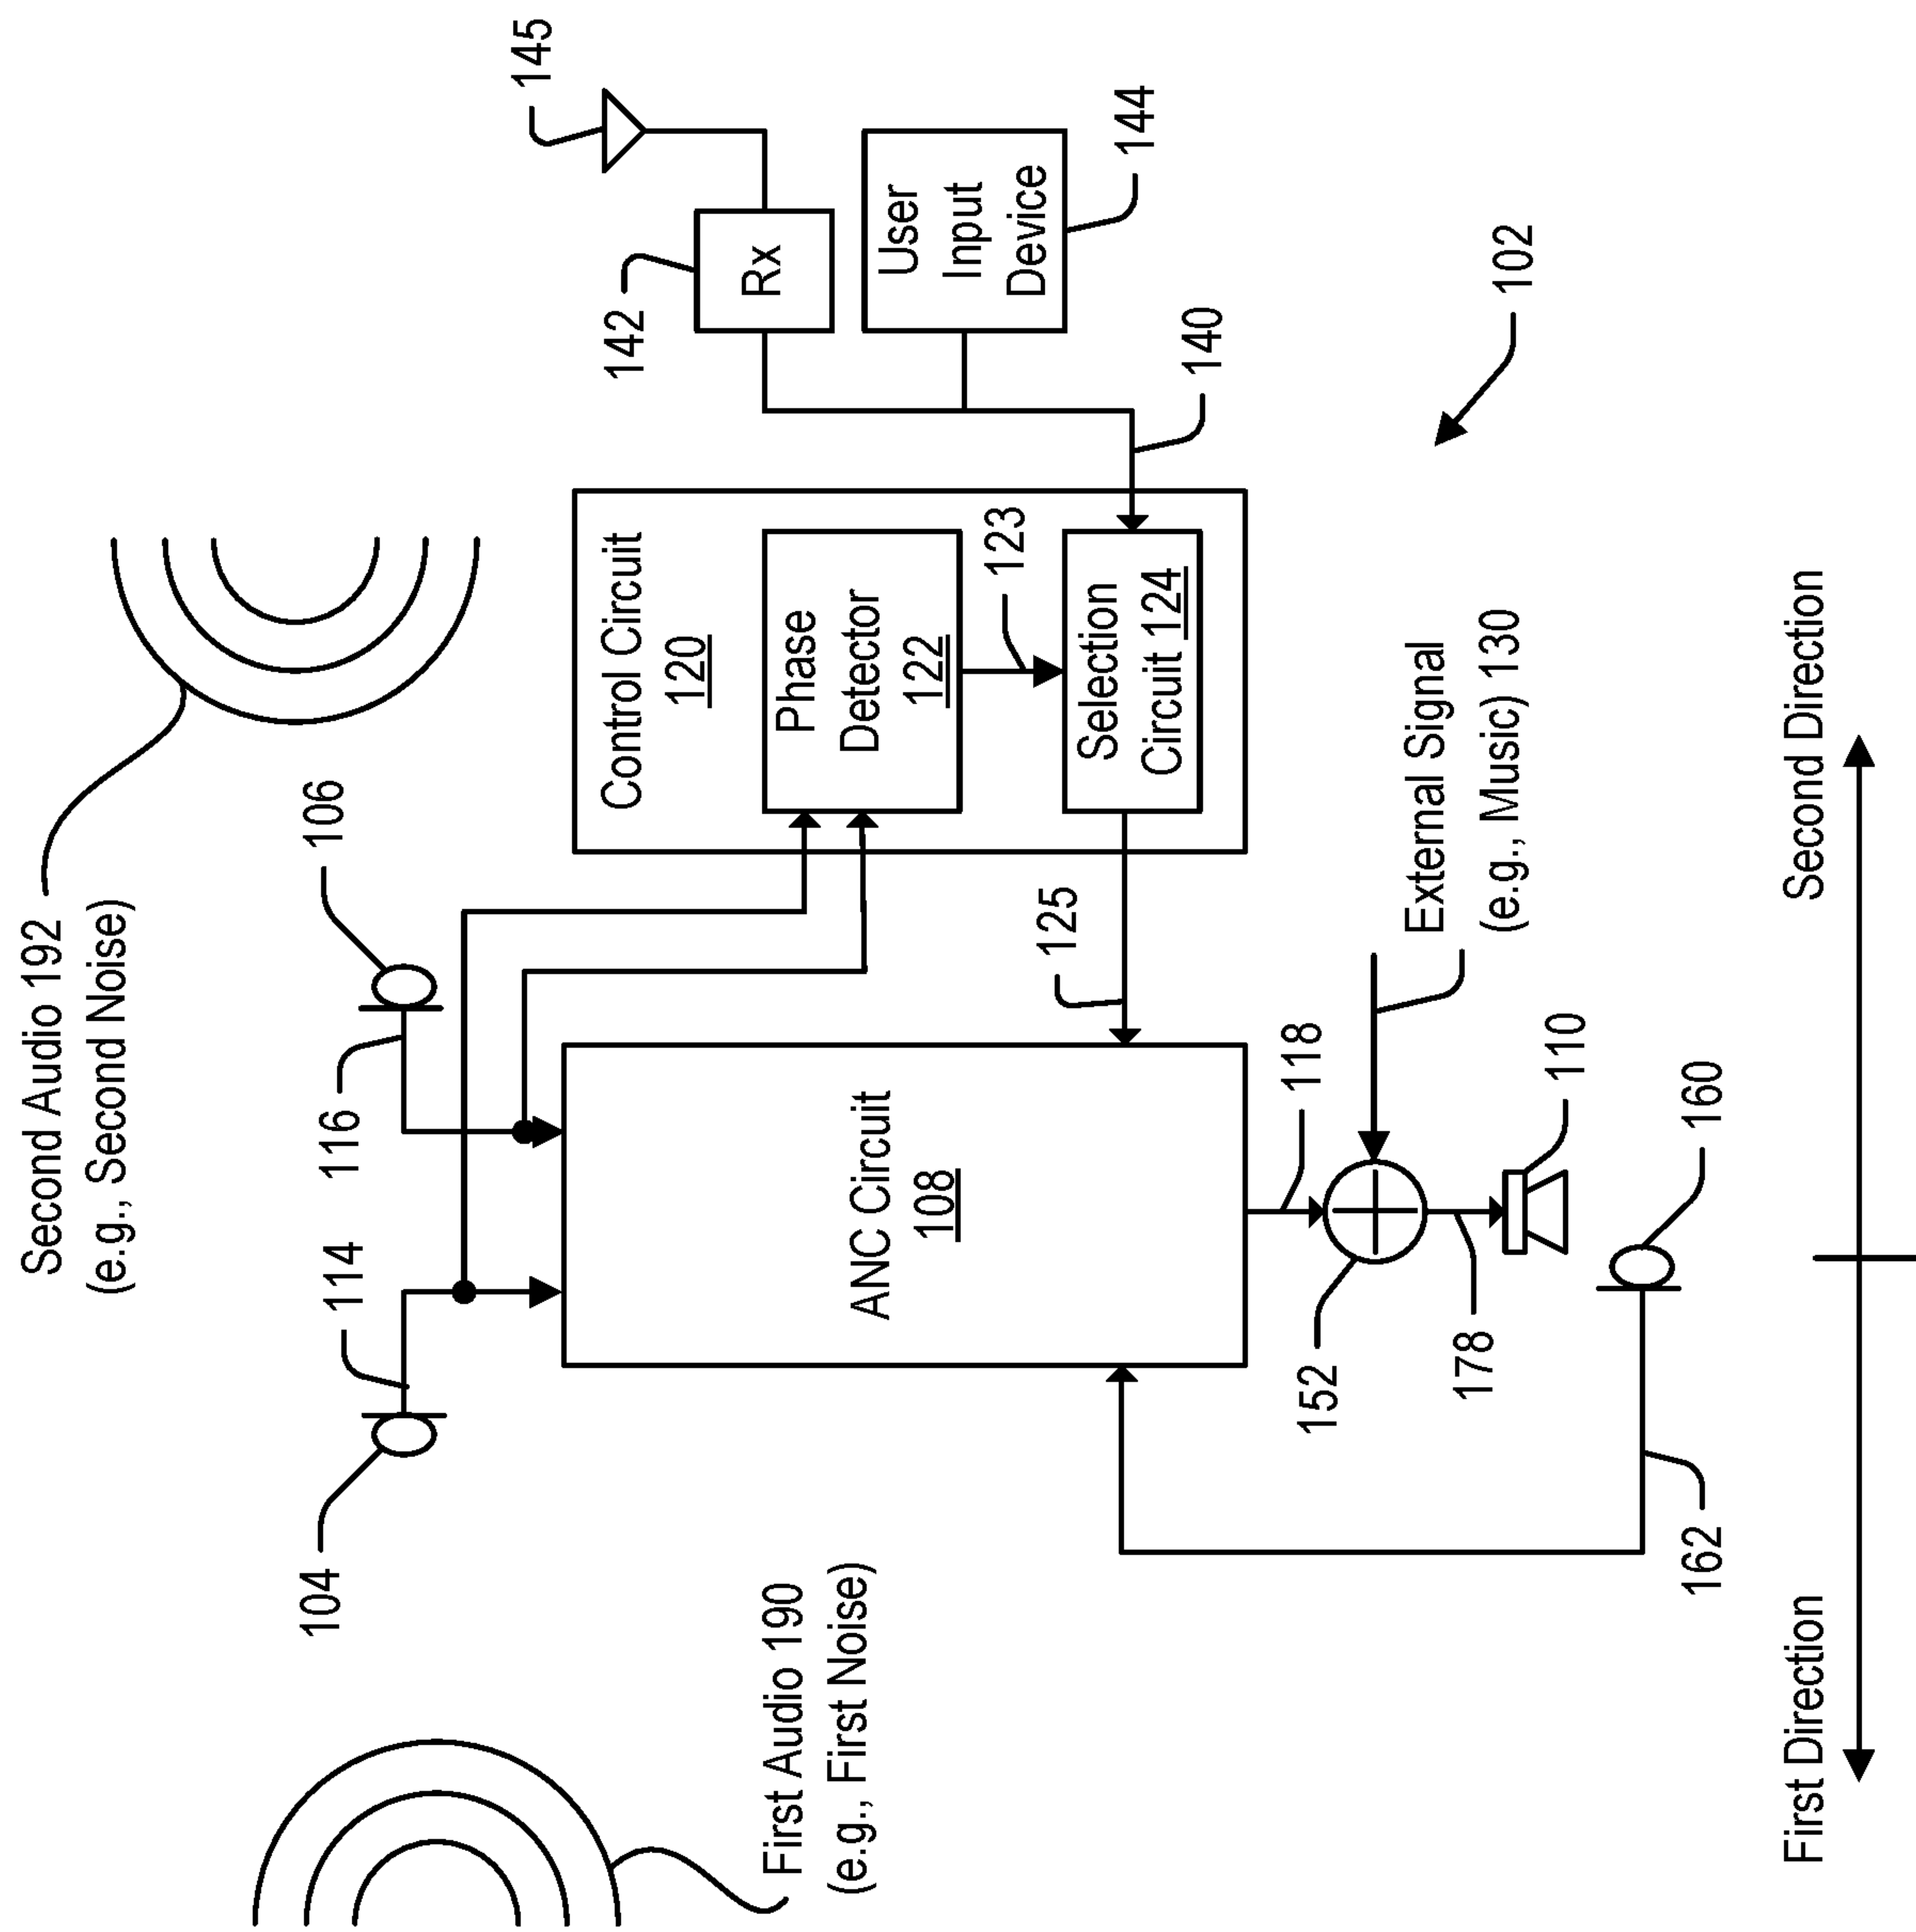 Second Audio 192
(e.g., Second Noise)
First Audio 190
(e.g., First Noise)
104
114
116
106
ANC Circuit
108
Control Circuit
120
Phase
Detector
122
123
Selection
Circuit 124
125
142
Rx
145
User
Input
Device
144
140
102
118
External Signal
(e.g., Music) 130
152
178
110
160
162
First Direction
Second Direction